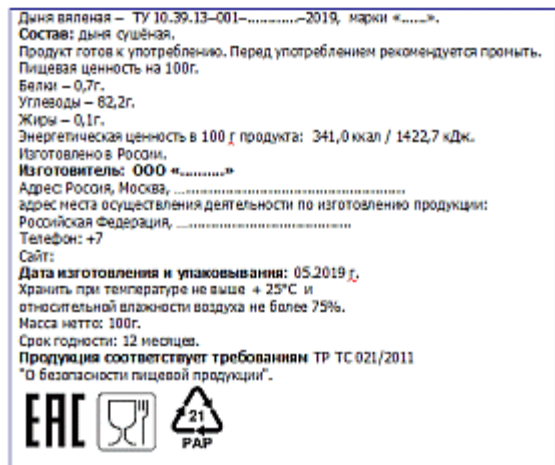 Дыня вяленая – ТУ 10.39.13–001–............–2019, марки «......».
Состав: дыня сушёная.
Продукт готов к употреблению. Перед употреблением рекомендуется промыть.
Пищевая ценность на 100г.
Белки – 0,7г.
Углеводы – 82,2г.
Жиры – 0,1г.
Энергетическая ценность в 100 г продукта: 341,0 ккал / 1422,7 кДж.
Изготовлено в России.
Изготовитель: ООО «..........»
Адрес: Россия, Москва, ....................................................
адрес места осуществления деятельности по изготовлению продукции:
Российская Федерация, ....................................
Телефон: +7
Сайт:
Дата изготовления и упаковывания: 05.2019 г.
Хранить при температуре не выше + 25°С и
относительной влажности воздуха не более 75%.
Масса нетто: 100г.
Срок годности: 12 месяцев.
Продукция соответствует требованиям ТР ТС 021/2011
"О безопасности пищевой продукции".
ЕАС
21
PAP